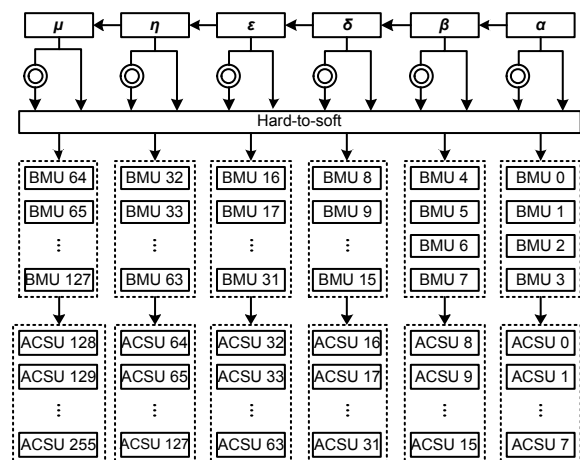 μ η ε δ β α
Hard-to-soft
BMU 64 BMU 32 BMU 16 BMU 8 BMU 4 BMU 0
BMU 65 BMU 33 BMU 17 BMU 9 BMU 5 BMU 1
⋮ ⋮ ⋮ ⋮ BMU 6 BMU 2
BMU 127 BMU 63 BMU 31 BMU 15 BMU 7 BMU 3
ACSU 128 ACSU 64 ACSU 32 ACSU 16 ACSU 8 ACSU 0
ACSU 129 ACSU 65 ACSU 33 ACSU 17 ACSU 9 ACSU 1
⋮ ⋮ ⋮ ⋮ ⋮ ⋮
ACSU 255 ACSU 127 ACSU 63 ACSU 31 ACSU 15 ACSU 7